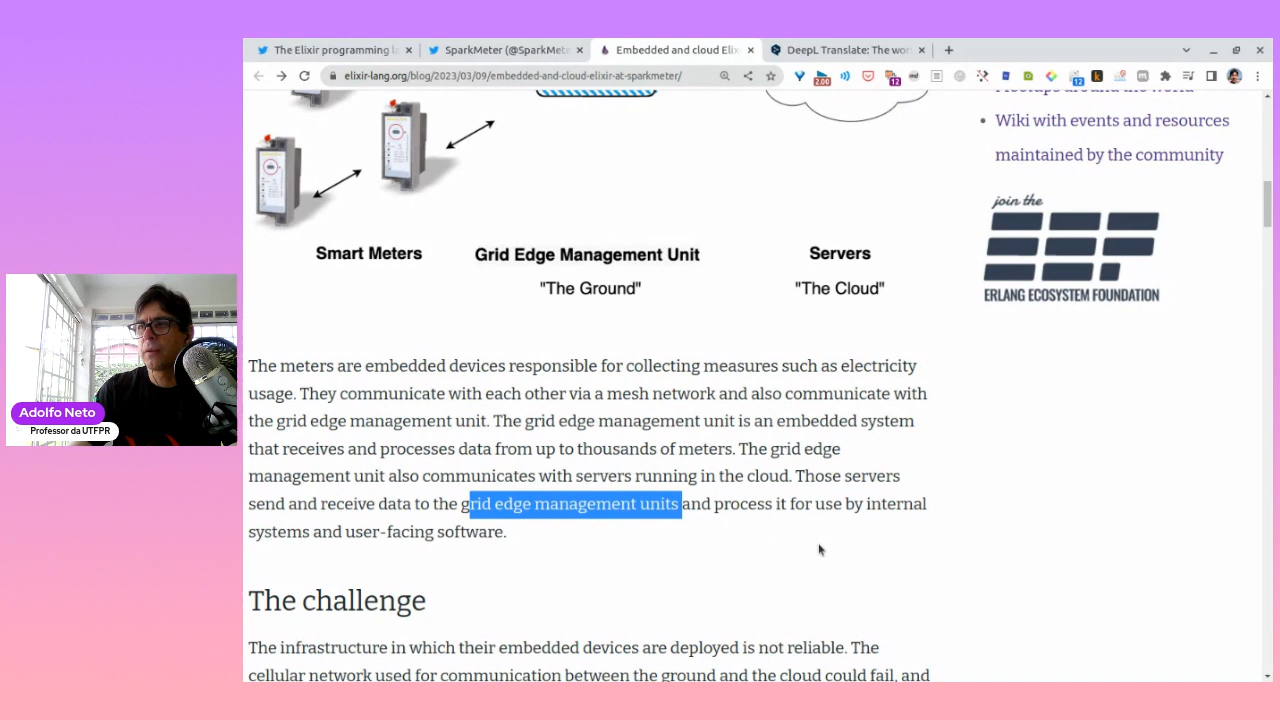 The Elixir programming l
SparkMeter (@SparkMete
Embedded and cloud Elixi
DeepL Translate: The wor
elixir-lang.org/blog/2023/03/09/embedded-and-cloud-elixir-at-sparkmeter/
2.00
12
12
Wiki with events and resources
maintained by the community
join the
ERLANG ECOSYSTEM FOUNDATION
Smart Meters
Grid Edge Management Unit
Servers
"The Ground"
"The Cloud"
The meters are embedded devices responsible for collecting measures such as electricity
usage. They communicate with each other via a mesh network and also communicate with
the grid edge management unit. The grid edge management unit is an embedded system
that receives and processes data from up to thousands of meters. The grid edge
management unit also communicates with servers running in the cloud. Those servers
send and receive data to the grid edge management units and process it for use by internal
systems and user-facing software.
The challenge
The infrastructure in which their embedded devices are deployed is not reliable. The
cellular network used for communication between the ground and the cloud could fail, and
Adolfo Neto
Professor da UTFPR